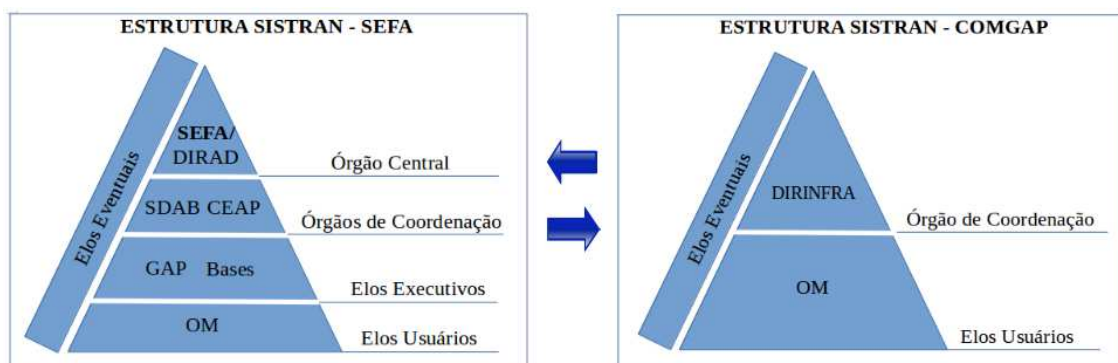 ESTRUTURA SISTRAN - SEFA
Elos Eventuais
SEFA/
DIRAD
Órgão Central
SDAB CEAP
Órgãos de Coordenação
GAP Bases
Elos Executivos
OM
Elos Usuários
ESTRUTURA SISTRAN - COMGAP
Elos Eventuais
DIRINFRA
Órgão de Coordenação
OM
Elos Usuários